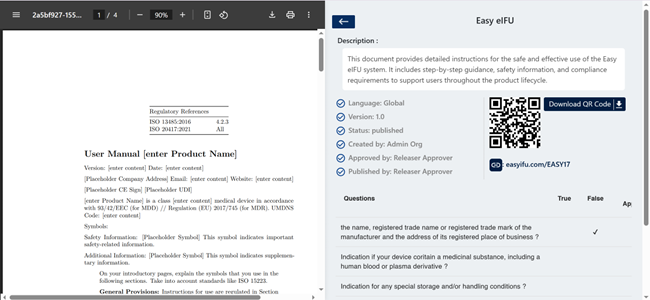 2a5bf927-155...
1 / 4
90%
Regulatory References
ISO 13485:2016 4.2.3
ISO 20417:2021 All
User Manual [enter Product Name]
Version: [enter content] Date: [enter content]
[Placeholder Company Address] Email: [enter content] Website: [enter content]
[Placeholder CE Sign] [Placeholder UDI]
[enter Product Name] is a class [enter content] medical device in accordance
with 93/42/EEC (for MDD) // Regulation (EU) 2017/745 (for MDR). UMDNS
Code: [enter content]
Symbols:
Safety Information: [Placeholder Symbol] This symbol indicates important
safety-related information.
Additional Information: [Placeholder Symbol] This symbol indicates supplemen-
tary information.
On your introductory pages, explain the symbols that you use in the
following sections. Take into account standards like ISO 15223.
General Provisions: Instructions for use are regulated in Section
Easy eIFU
Description :
This document provides detailed instructions for the safe and effective use of the Easy
eIFU system. It includes step-by-step guidance, safety information, and compliance
requirements to support users throughout the product lifecycle.
Language: Global
Version: 1.0
Status: published
Created by: Admin Org
Approved by: Releaser Approver
Published by: Releaser Approver
Download QR Code
easyifu.com/EASY17
Questions True False
Ap
the name, registered trade name or registered trade mark of the
manufacturer and the address of its registered place of business ?
Indication if your device coritain a medicinal substance, including a
human blood or plasma derivative ?
Indication for any special storage and/or handling conditions ?